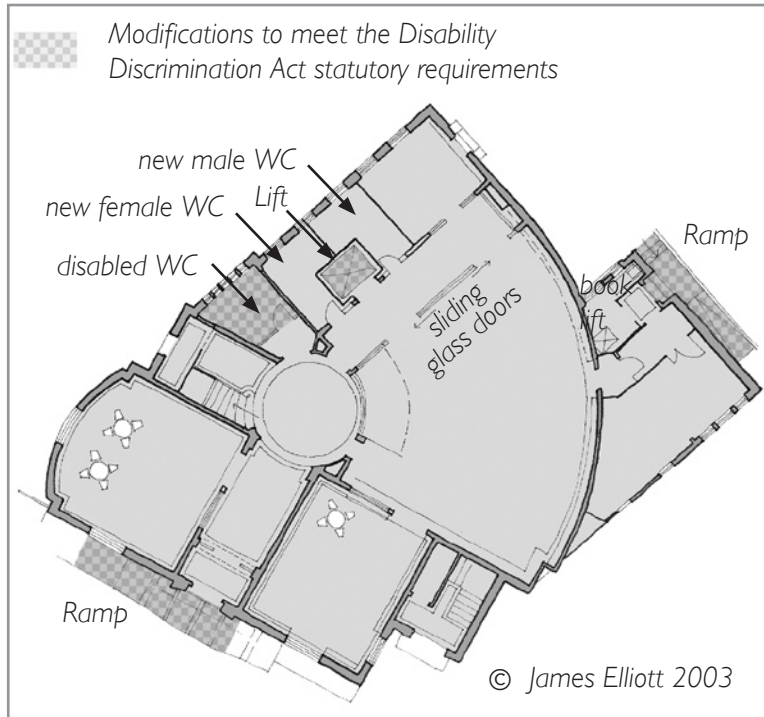 Modifications to meet the Disability
Discrimination Act statutory requirements
new male WC
Lift
new female WC
disabled WC
Ramp
book
lift
sliding
glass doors
Ramp
© James Elliott 2003